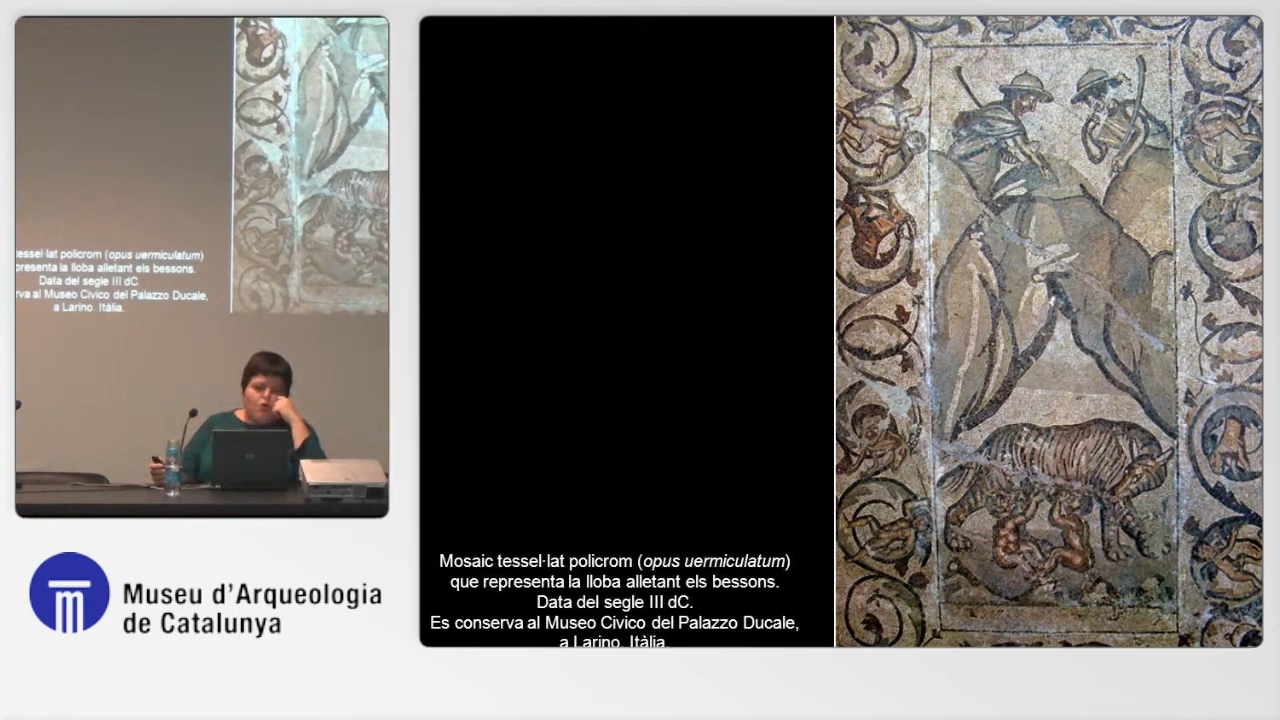 tessel·lat policrom (opus uermiculatum)
presenta la lloba alletant els bessons.
Data del segle III dC.
rva al Museo Civico del Palazzo Ducale,
a Larino. Itàlia.
Museu d'Arqueologia
de Catalunya
Mosaic tessel·lat policrom (opus uermiculatum)
que representa la lloba alletant els bessons.
Data del segle III dC.
Es conserva al Museo Civico del Palazzo Ducale,
a Larino. Itàlia.